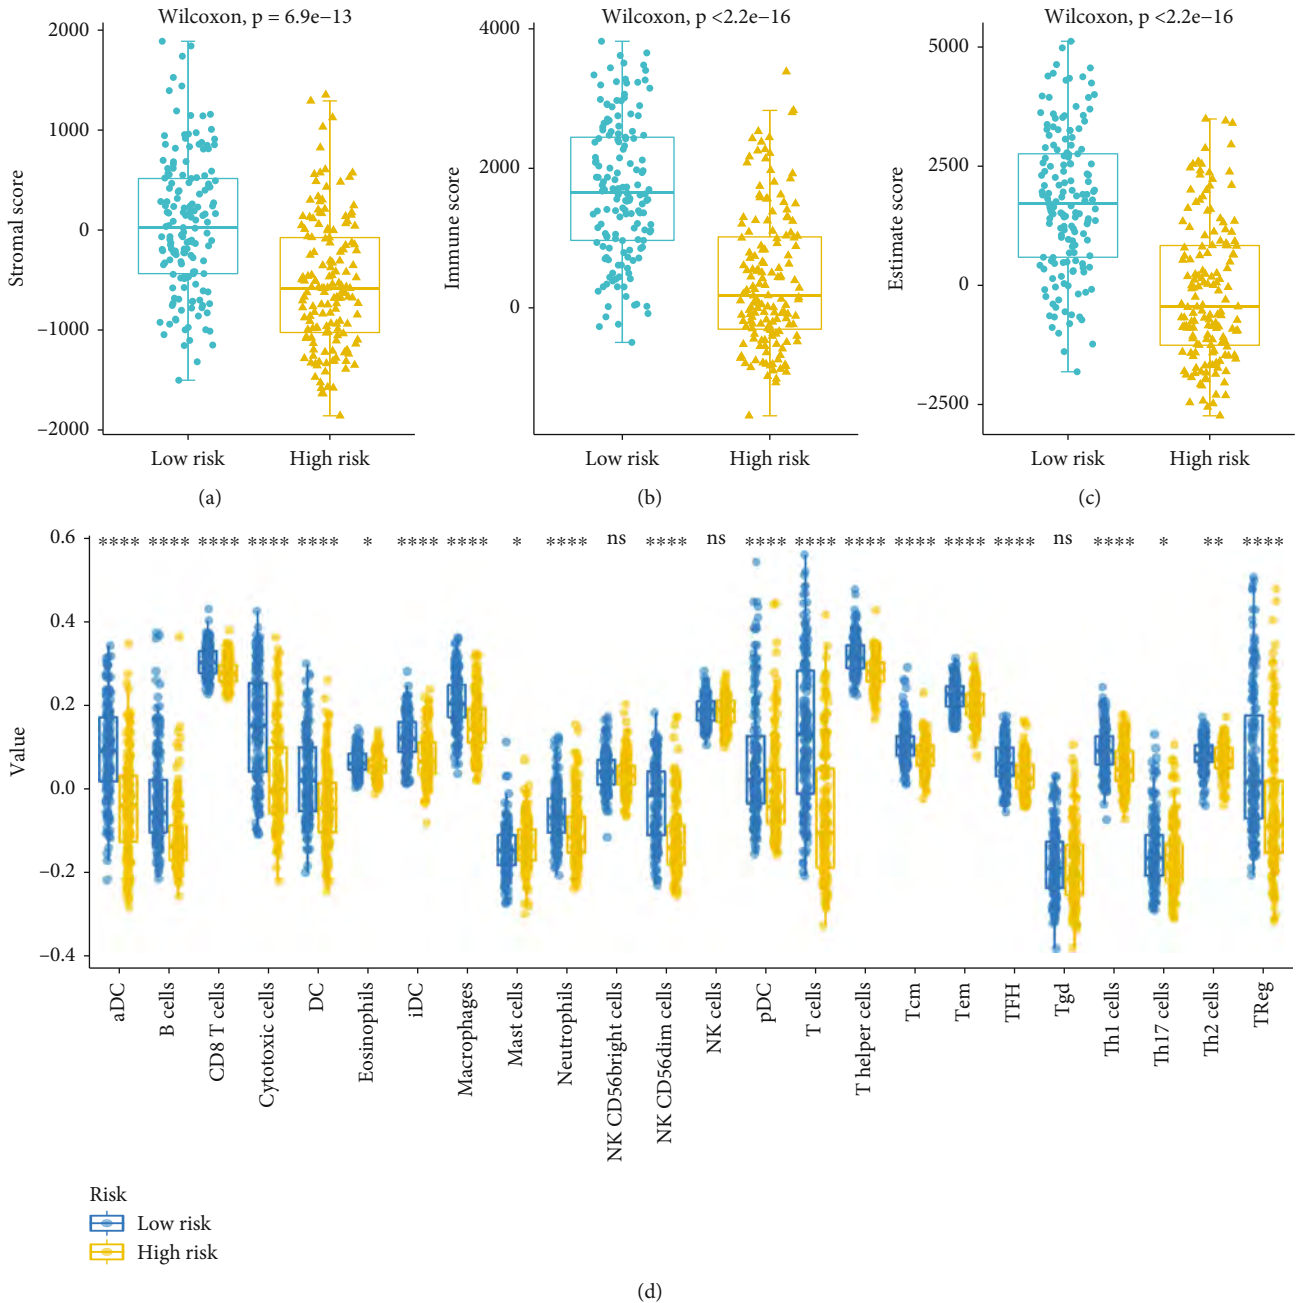 Wilcoxon, p = 6.9e−13
Stromal score
2000
1000
0
−1000
−2000
Low risk
High risk
(a)
Wilcoxon, p <2.2e−16
Immune score
4000
2000
0
Low risk
High risk
(b)
Wilcoxon, p <2.2e−16
Estimate score
5000
2500
0
−2500
Low risk
High risk
(c)
Value
0.6
0.4
0.2
0.0
−0.2
−0.4
**** **** **** **** **** * **** **** * **** ns **** ns **** **** **** **** **** **** ns **** * ** ****
aDC
B cells
CD8 T cells
Cytotoxic cells
DC
Eosinophils
iDC
Macrophages
Mast cells
Neutrophils
NK CD56bright cells
NK CD56dim cells
NK cells
pDC
T cells
T helper cells
Tcm
Tem
TFH
Tgd
Th1 cells
Th17 cells
Th2 cells
TReg
Risk
Low risk
High risk
(d)